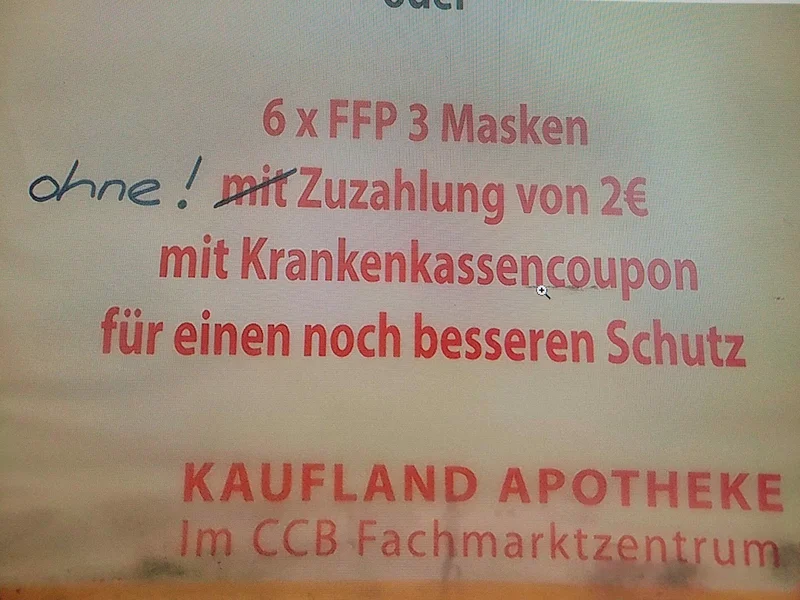 oder
6 x FFP 3 Masken
ohne! mit Zuzahlung von 2€
mit Krankenkassencoupon
für einen noch besseren Schutz
KAUFLAND APOTHEKE
Im CCB Fachmarktzentrum